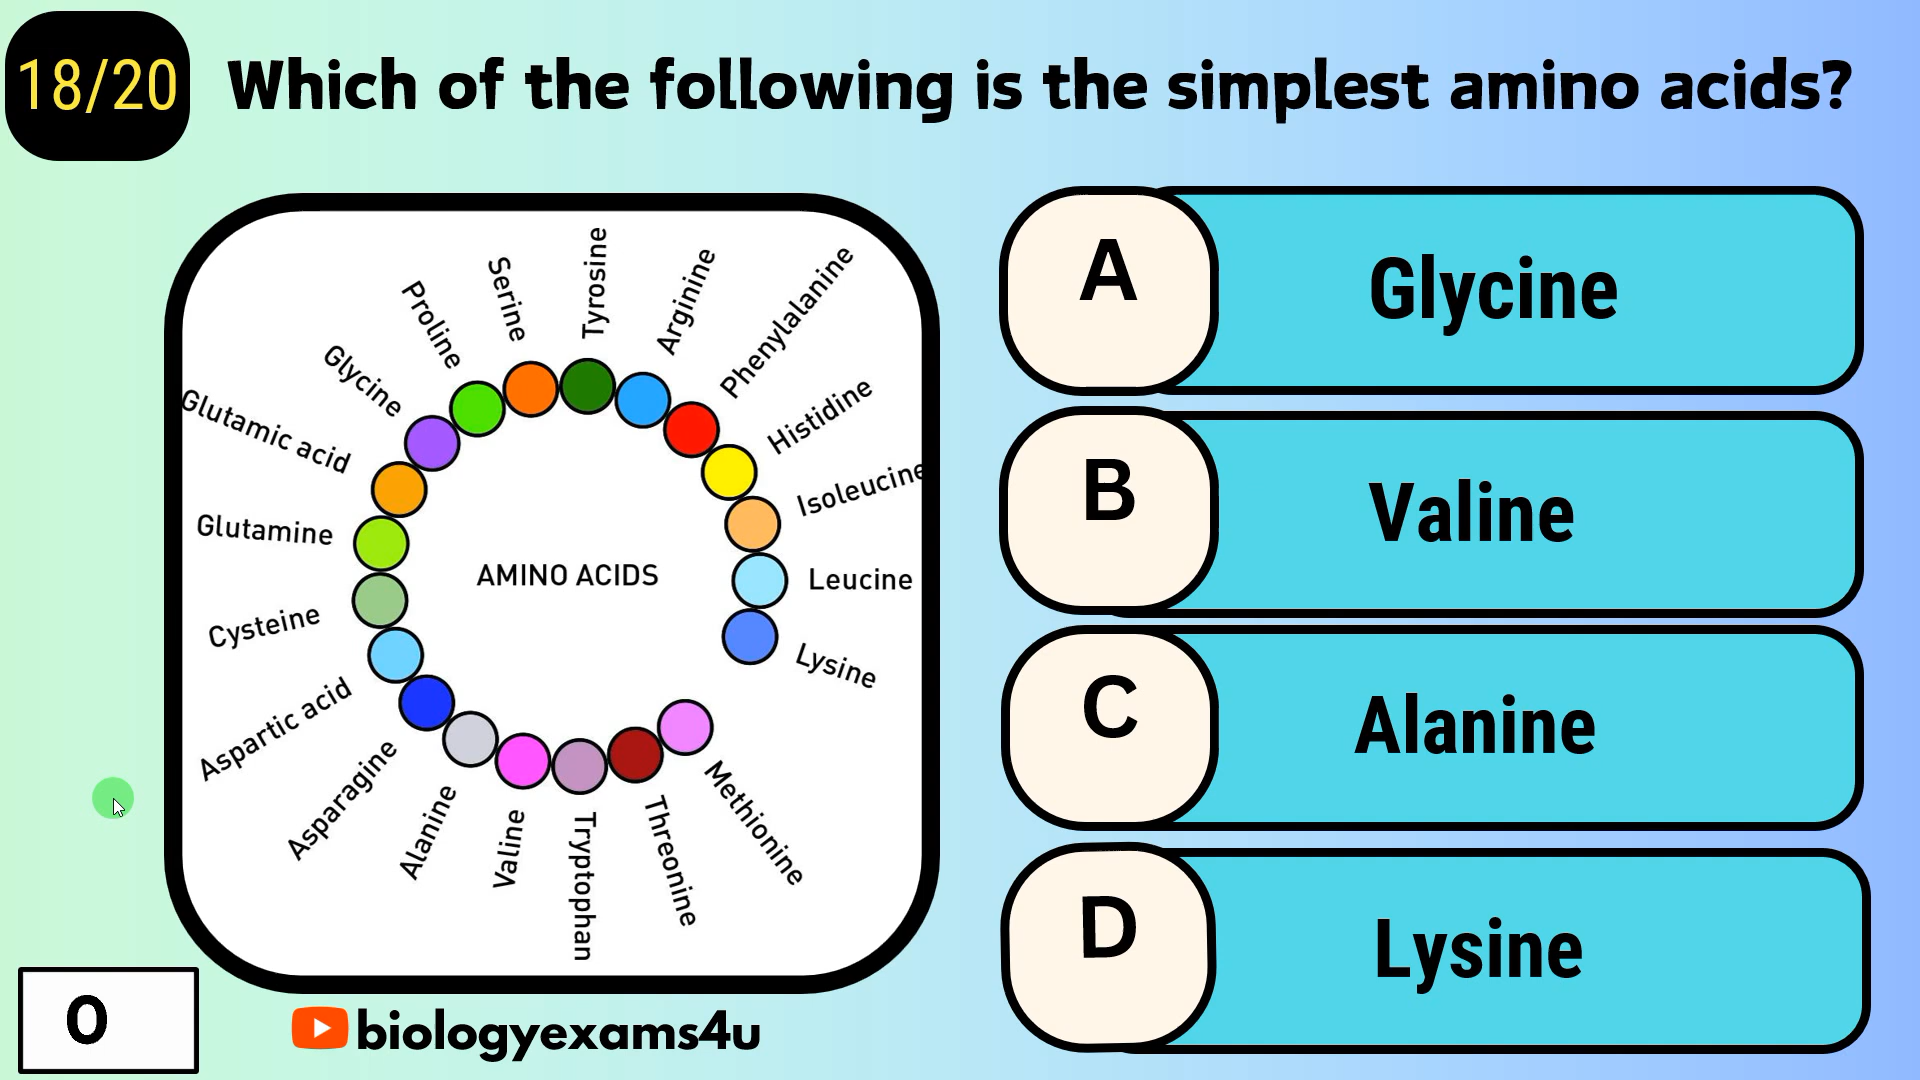 18/20
Which of the following is the simplest amino acids?
Serine
Tyrosine
Arginine
Phenylalanine
Proline
Glycine
Histidine
Glutamic acid
Isoleucine
Glutamine
AMINO ACIDS
Leucine
Cysteine
Lysine
Aspartic acid
Asparagine
Alanine
Valine
Tryptophan
Threonine
Methionine
A
Glycine
B
Valine
C
Alanine
D
Lysine
0
biologyexams4u